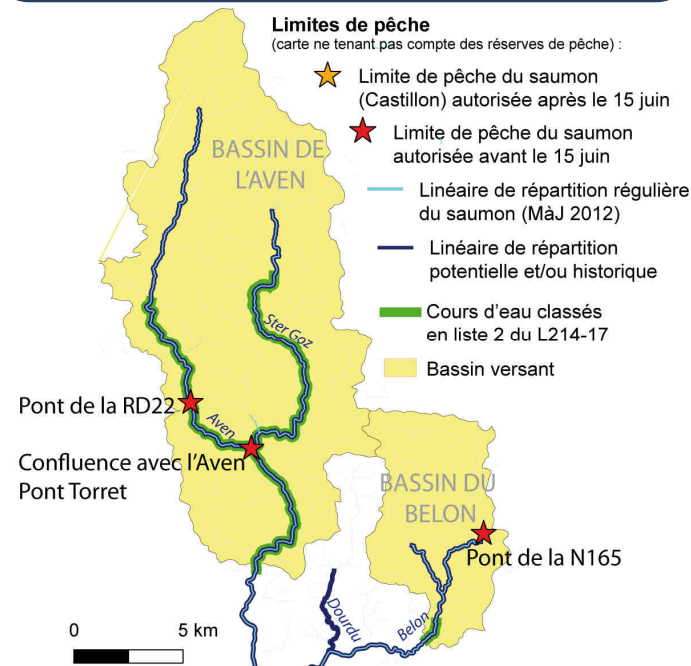 Limites de pêche
(carte ne tenant pas compte des réserves de pêche) :
Limite de pêche du saumon
(Castillon) autorisée après le 15 juin
Limite de pêche du saumon
autorisée avant le 15 juin
Linéaire de répartition régulière
du saumon (MàJ 2012)
Linéaire de répartition
potentielle et/ou historique
Cours d'eau classés
en liste 2 du L214-17
Bassin versant
BASSIN DE
L'AVEN
Ster Goz
Pont de la RD22
Aven
Confluence avec l'Aven
Pont Torret
BASSIN DU
BELON
Pont de la N165
Dourdu
Belon
0 5 km